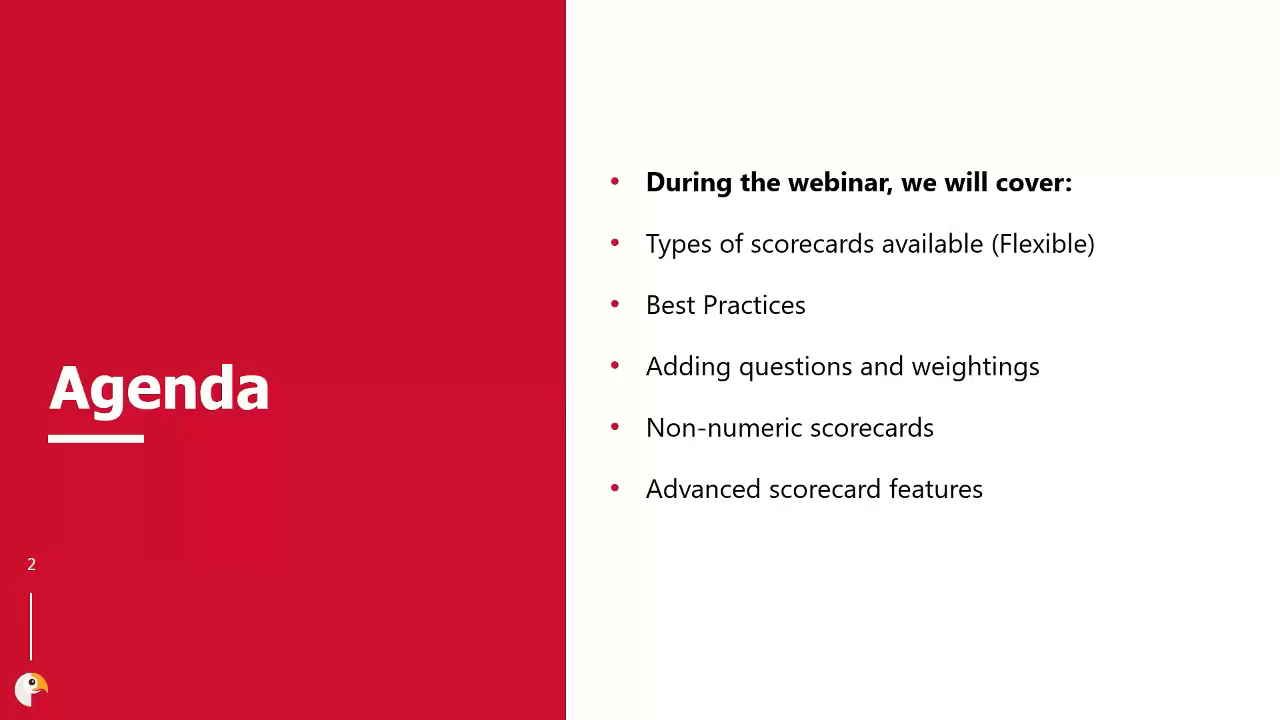 Agenda
2
During the webinar, we will cover:
Types of scorecards available (Flexible)
Best Practices
Adding questions and weightings
Non-numeric scorecards
Advanced scorecard features